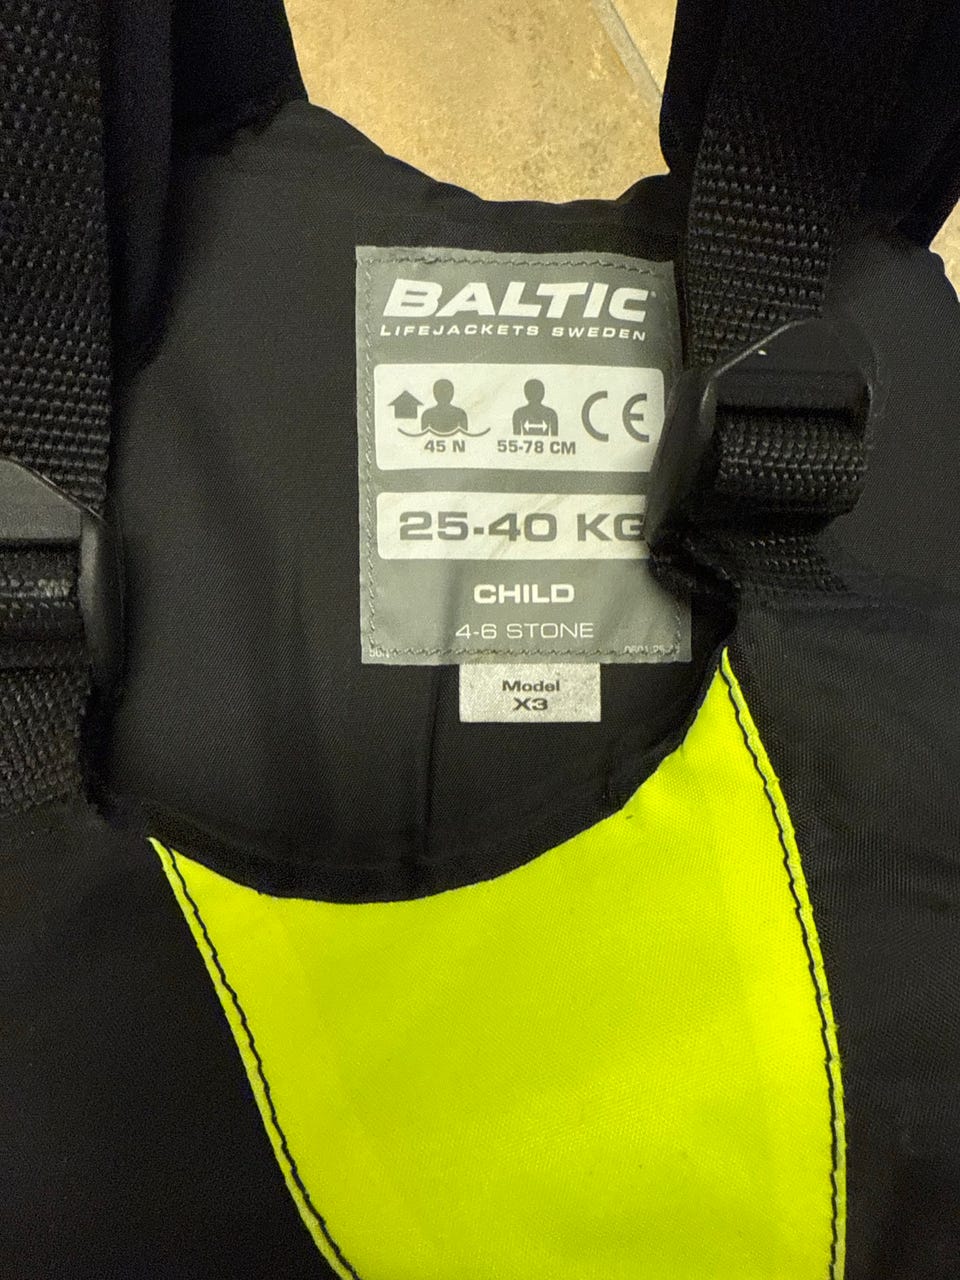 BALTIC
LIFEJACKETS SWEDEN
45 N 55-78 CM CE
25-40 KG
CHILD
4-6 STONE
Model
X3